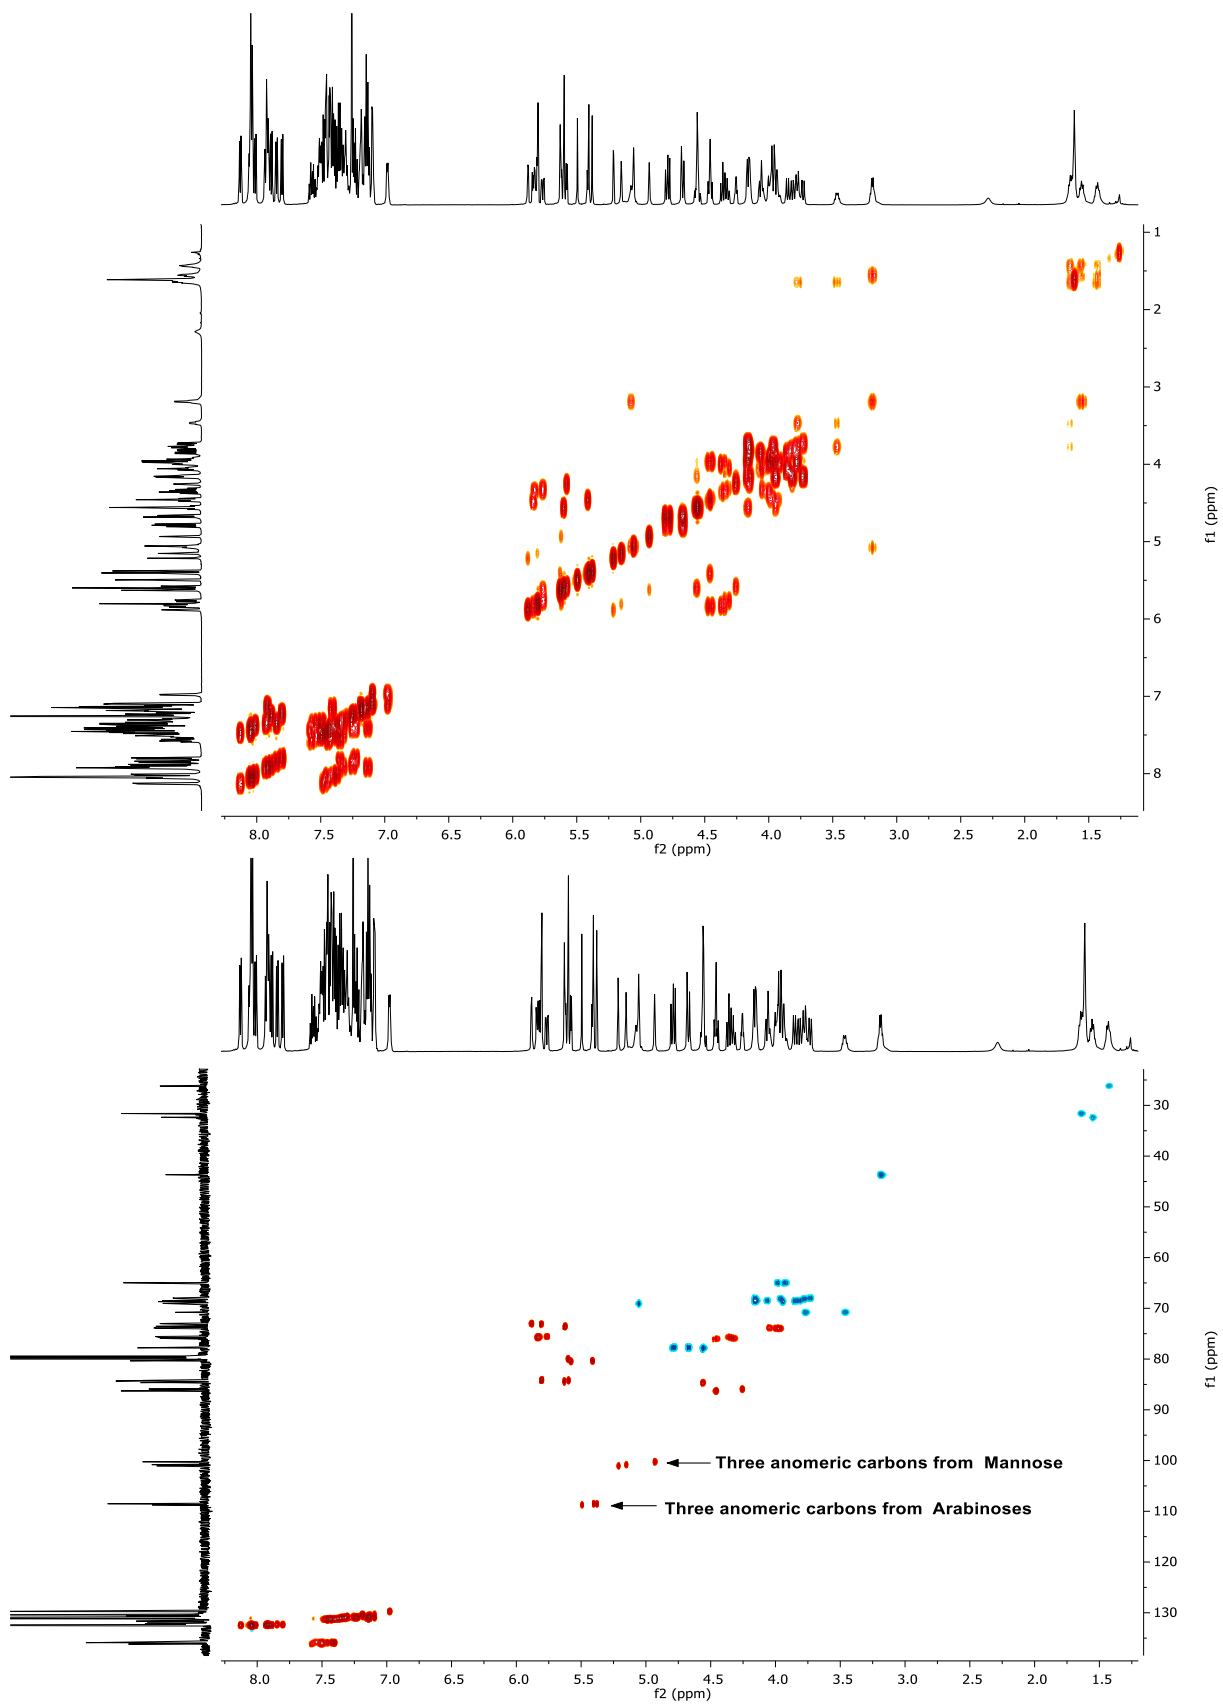 1
2
3
4
5
6
7
8
f1 (ppm)
8.0 7.5 7.0 6.5 6.0 5.5 5.0 4.5 4.0 3.5 3.0 2.5 2.0 1.5
f2 (ppm)
30
40
50
60
70
80
90
100
110
120
130
f1 (ppm)
Three anomeric carbons from Mannose
Three anomeric carbons from Arabinoses
8.0 7.5 7.0 6.5 6.0 5.5 5.0 4.5 4.0 3.5 3.0 2.5 2.0 1.5
f2 (ppm)